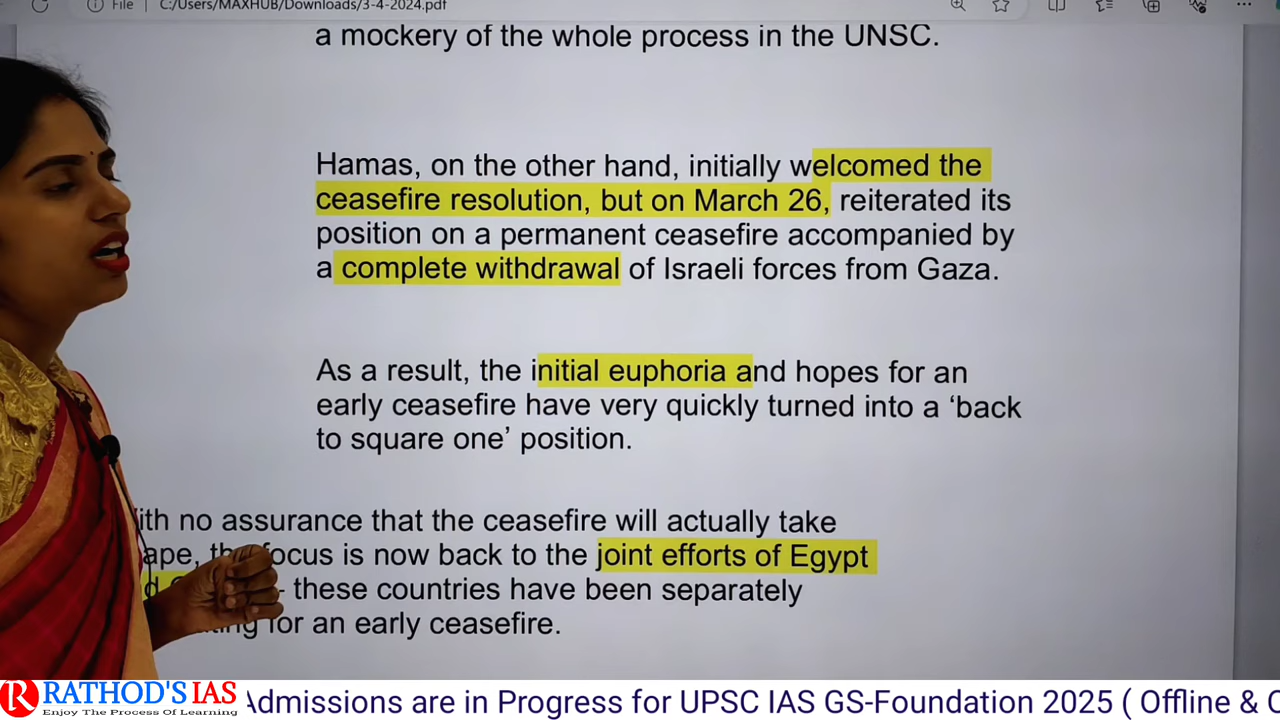 File
C:/Users/MAXHUB/Downloads/3-4-2024.pdf
a mockery of the whole process in the UNSC.
Hamas, on the other hand, initially welcomed the
ceasefire resolution, but on March 26, reiterated its
position on a permanent ceasefire accompanied by
a complete withdrawal of Israeli forces from Gaza.
As a result, the initial euphoria and hopes for an
early ceasefire have very quickly turned into a ‘back
to square one’ position.
ith no assurance that the ceasefire will actually take
ape, the focus is now back to the joint efforts of Egypt
these countries have been separately
for an early ceasefire.
R RATHOD'S IAS
Enjoy The Process Of Learning
Admissions are in Progress for UPSC IAS GS-Foundation 2025 ( Offline &